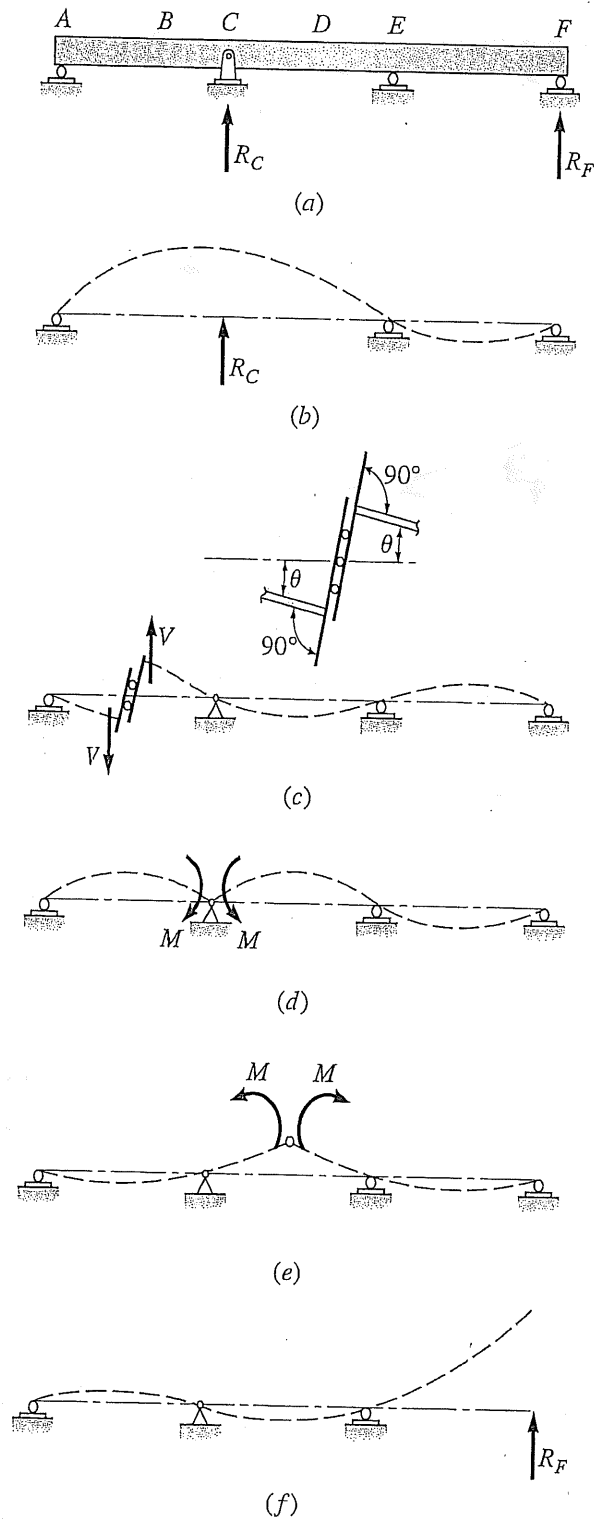 A B C D E F
R_C R_F
(a)
R_C
(b)
90°
θ
θ
90°
V
V
(c)
M M
(d)
M M
(e)
R_F
(f)